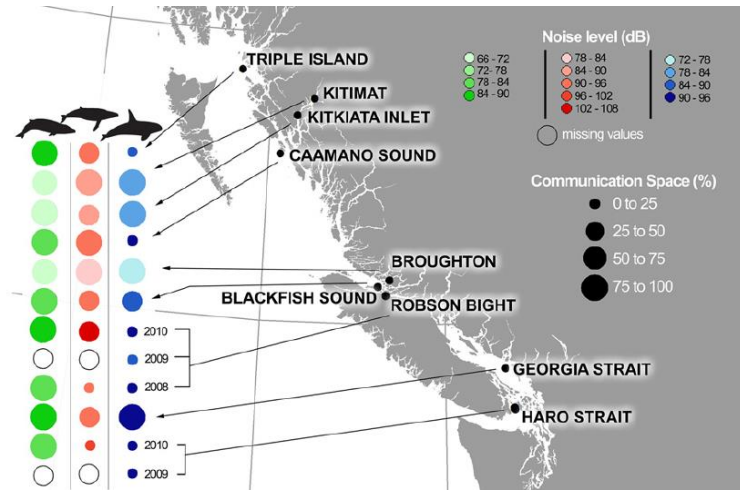 Noise level (dB)
66 - 72
72 - 78
78 - 84
84 - 90
78 - 84
84 - 90
90 - 96
96 - 102
102 - 108
72 - 78
78 - 84
84 - 90
90 - 96
missing values
Communication Space (%)
0 to 25
25 to 50
50 to 75
75 to 100
TRIPLE ISLAND
KITIMAT
KITKIATA INLET
CAAMANO SOUND
BROUGHTON
BLACKFISH SOUND
ROBSON BIGHT
2010
2009
2008
GEORGIA STRAIT
HARO STRAIT
2010
2009